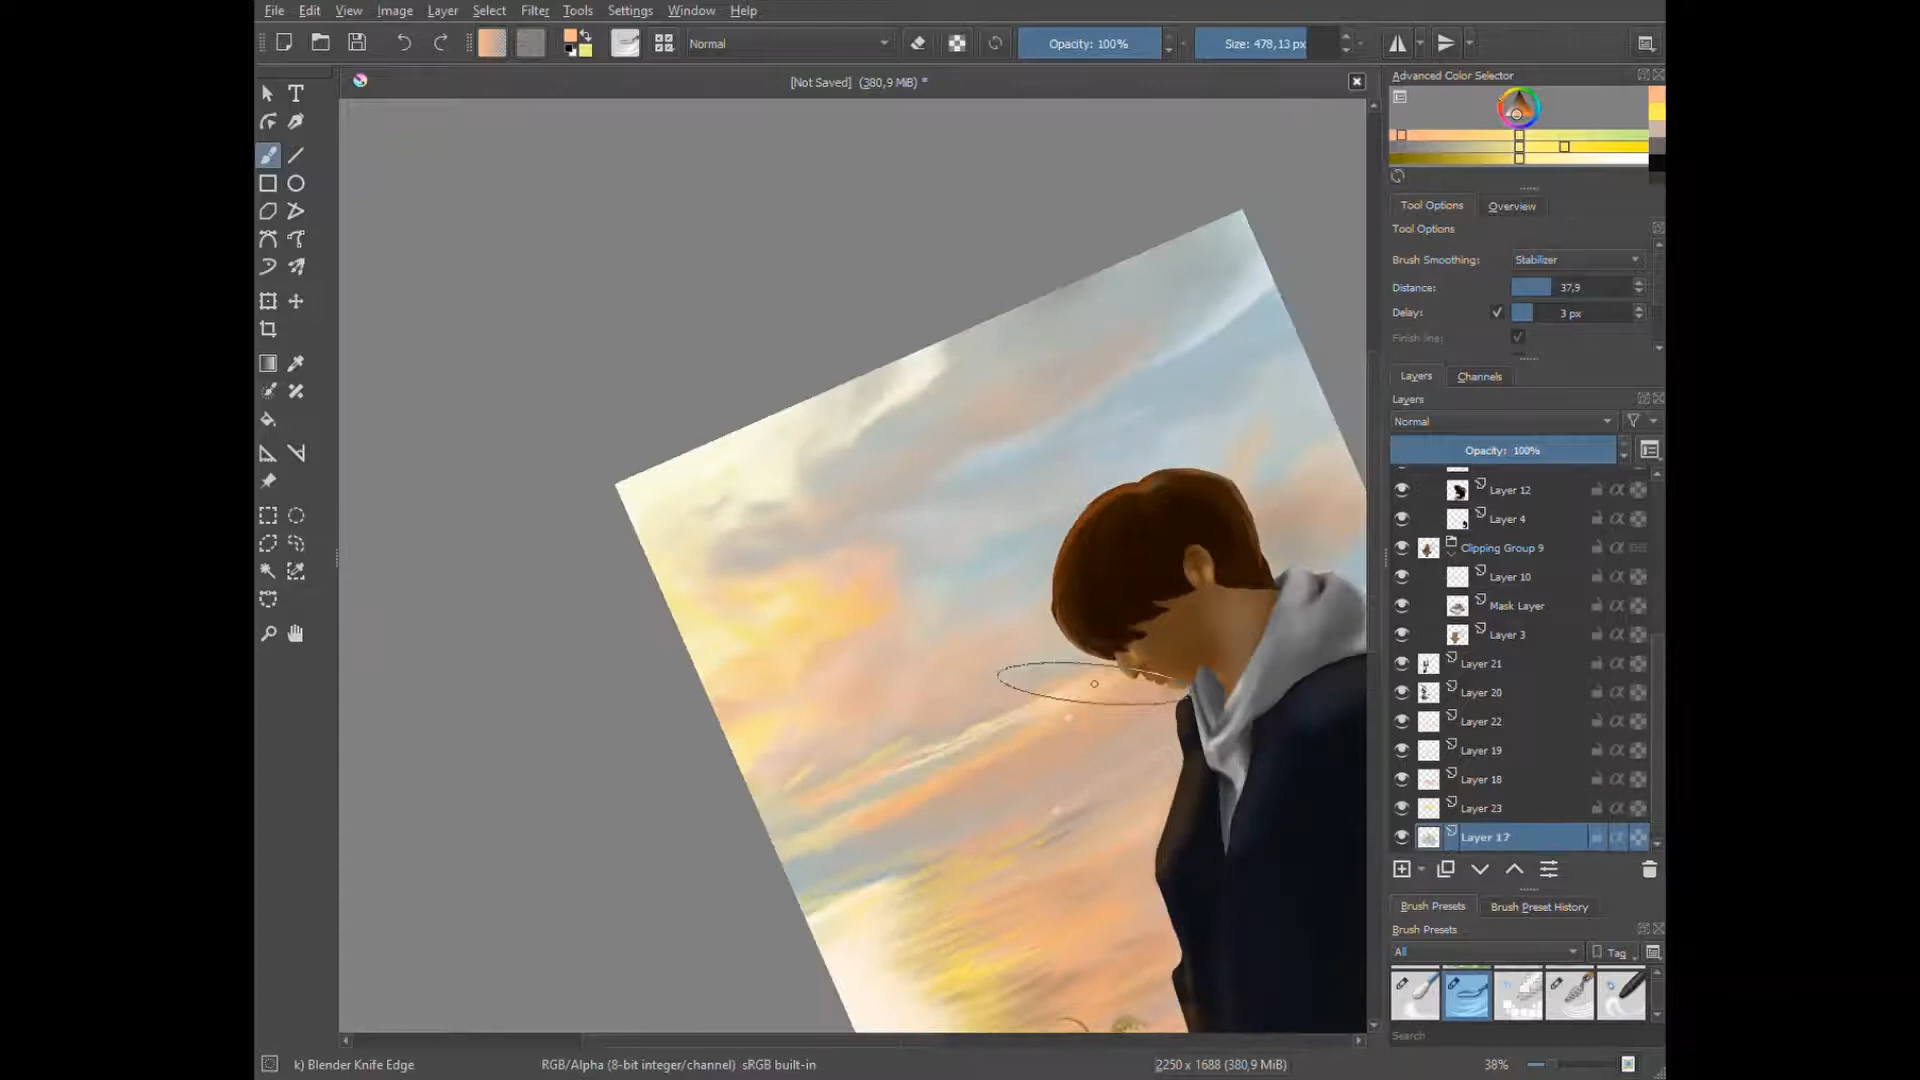 File Edit View Image Layer Select Filter Tools Settings Window Help
Normal
Opacity: 100%
Size: 478,13 px
[Not Saved] (380,9 MiB) *
Advanced Color Selector
Tool Options
Overview
Tool Options
Brush Smoothing: Stabilizer
Distance: 37,9
Delay: 3 px
Finish line:
Layers
Channels
Layers
Normal
Opacity: 100%
Layer 12
Layer 4
Clipping Group 9
Layer 10
Mask Layer
Layer 3
Layer 21
Layer 20
Layer 22
Layer 19
Layer 18
Layer 23
Layer 17
Brush Presets
Brush Preset History
Brush Presets
All
Tag
Search
k) Blender Knife Edge
RGB/Alpha (8-bit integer/channel) sRGB built-in
2250 x 1688 (380,9 MiB)
38%